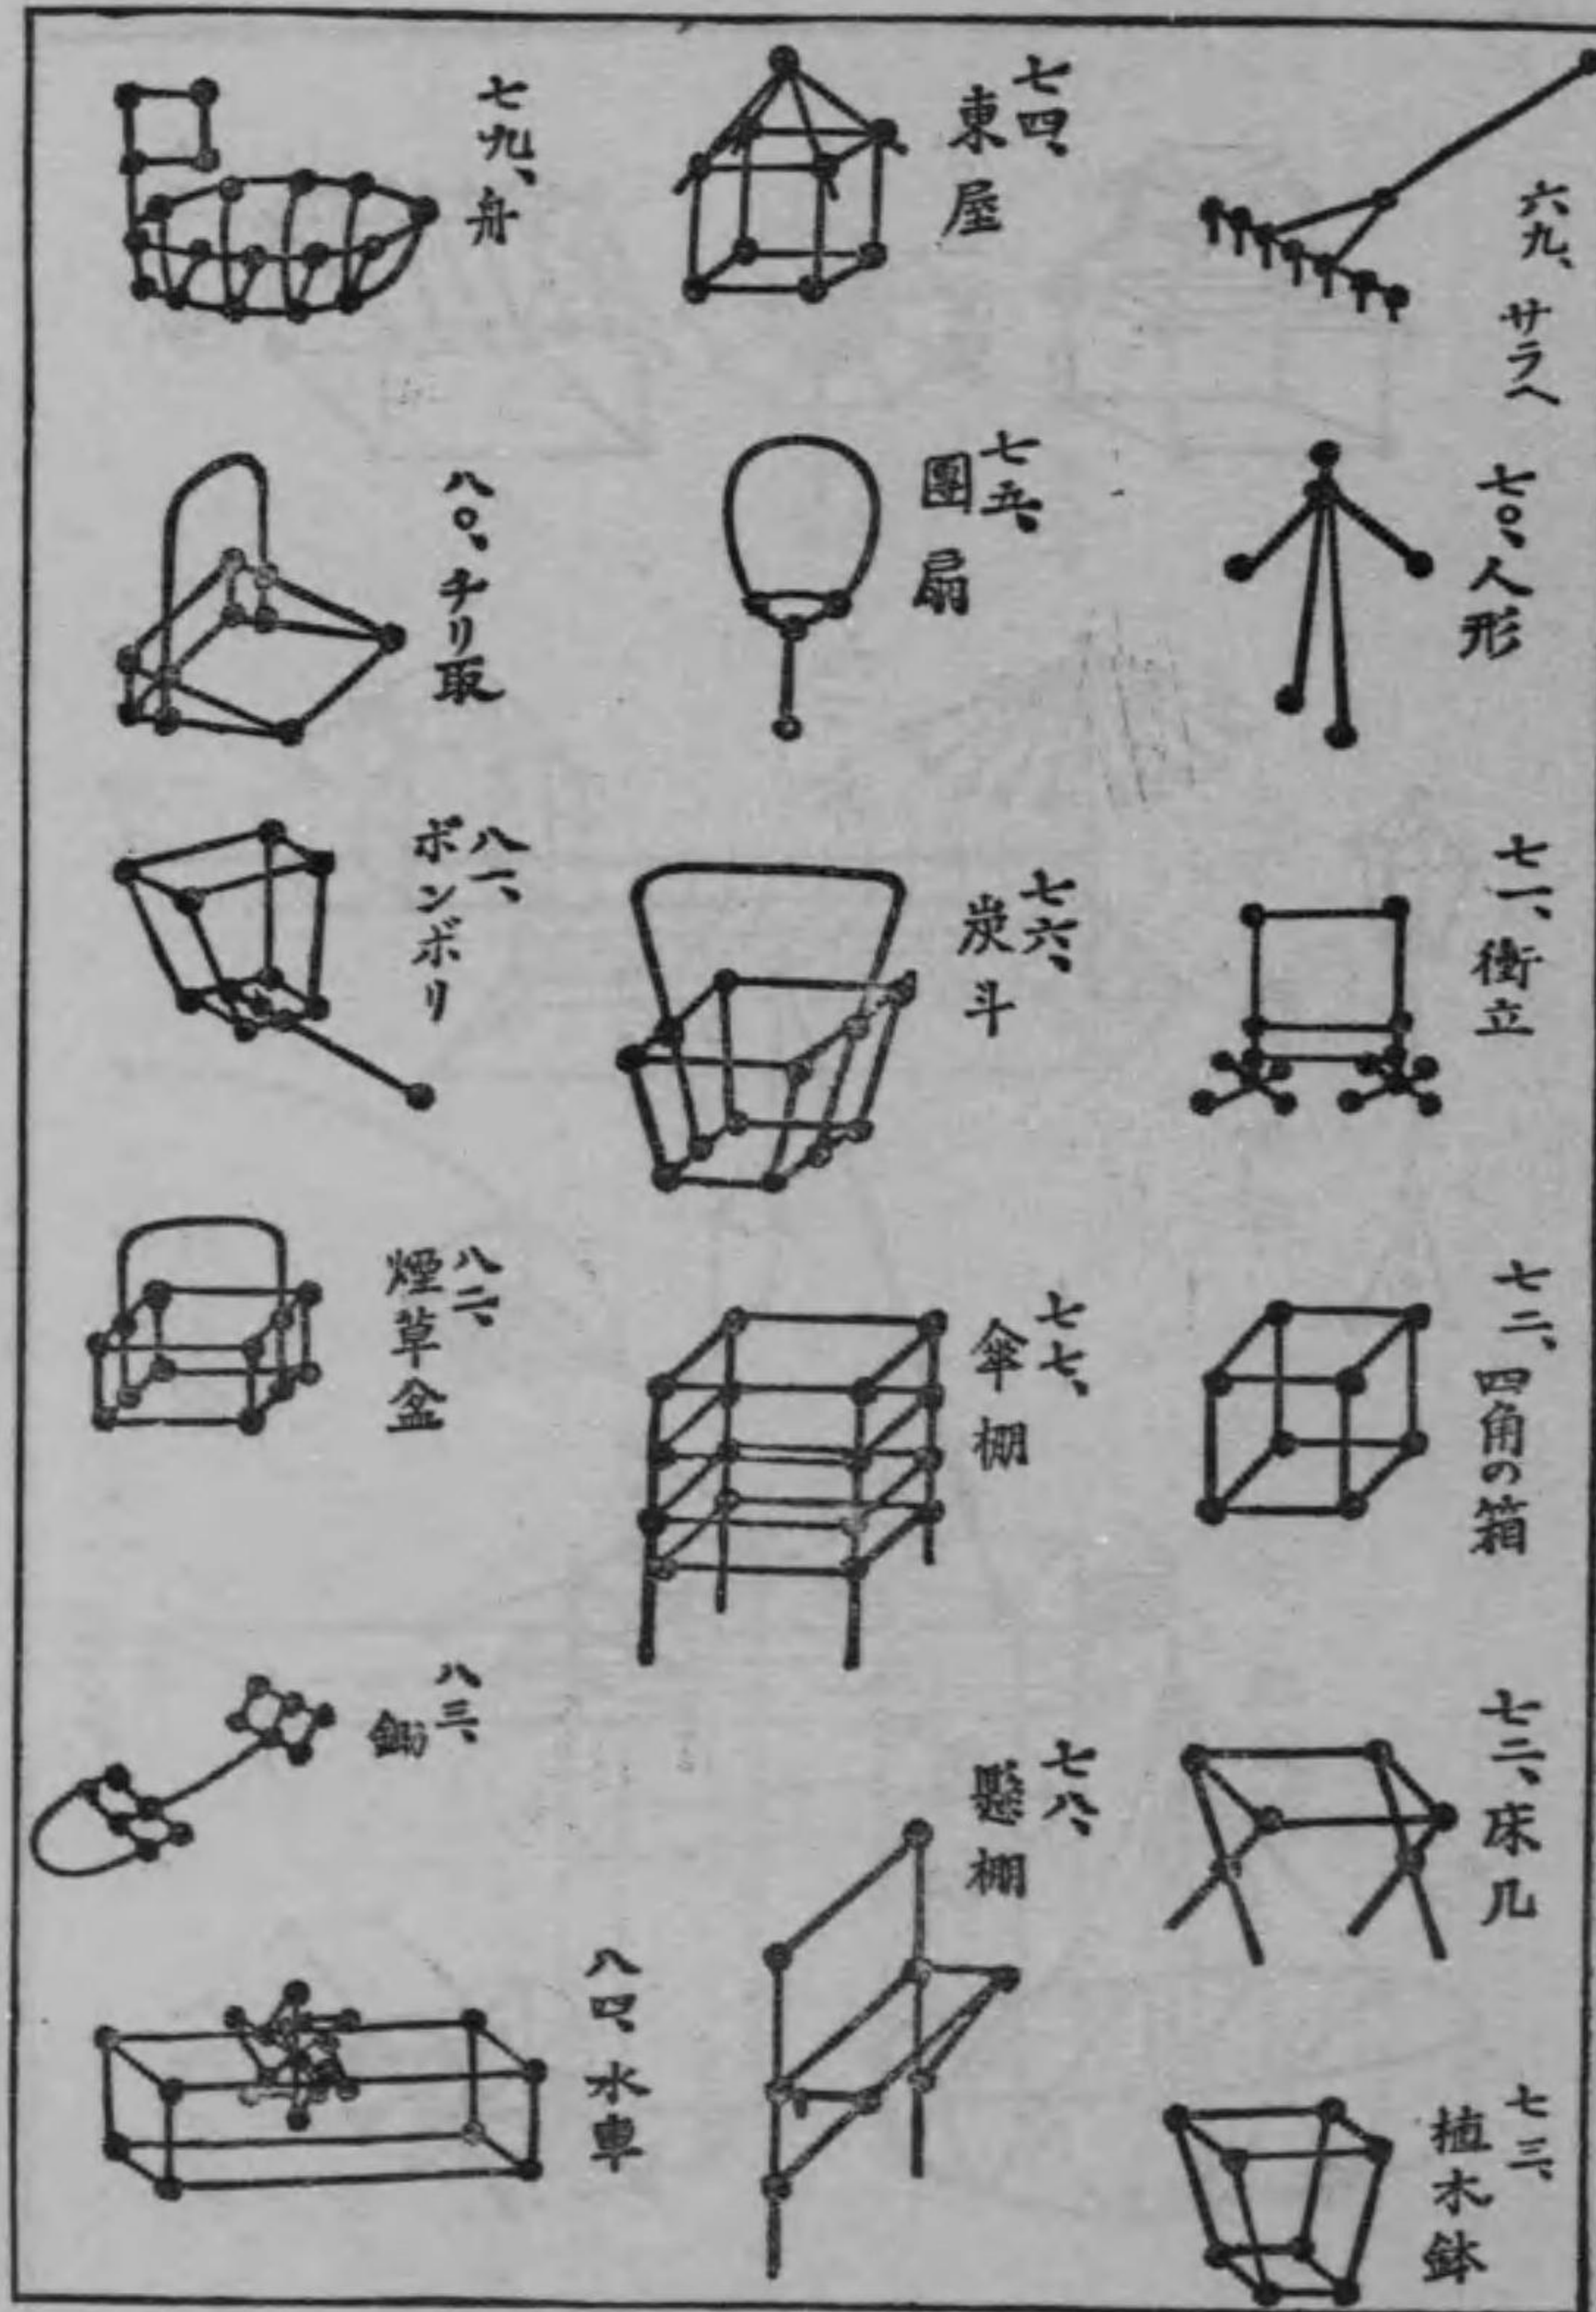 六九、サラヘ
七〇、人形
七一、衝立
七二、四角の箱
七二、床几
七三、植木鉢
七四、東屋
七五、團扇
七六、炭斗
七七、傘棚
七八、懸棚
七九、舟
八〇、チリ取
八一、ボンボリ
八二、煙草盆
八三、鋤
八四、水車